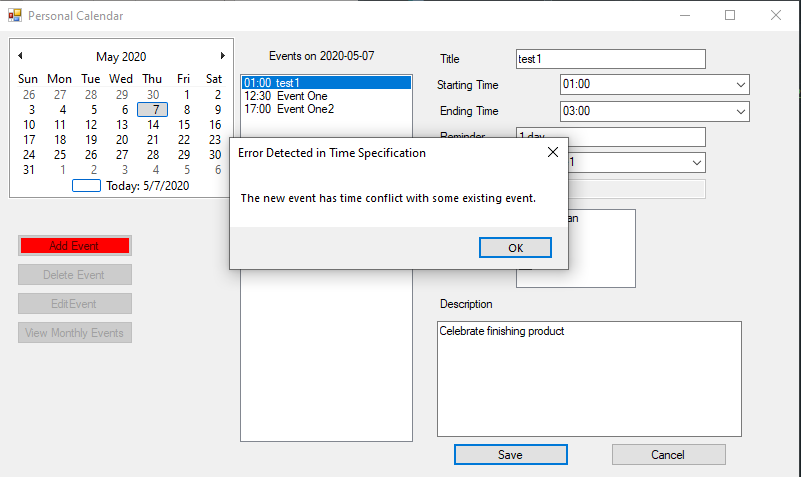 Personal Calendar
May 2020
Sun Mon Tue Wed Thu Fri Sat
26 27 28 29 30 1 2
3 4 5 6 7 8 9
10 11 12 13 14 15 16
17 18 19 20 21 22 23
24 25 26 27 28 29 30
31 1 2 3 4 5 6
Today: 5/7/2020
Add Event
Delete Event
EditEvent
View Monthly Events
Events on 2020-05-07
01:00 test1
12:30 Event One
17:00 Event One2
Title test1
Starting Time 01:00
Ending Time 03:00
Reminder 1 day
1
an
Error Detected in Time Specification
The new event has time conflict with some existing event.
OK
Description
Celebrate finishing product
Save Cancel